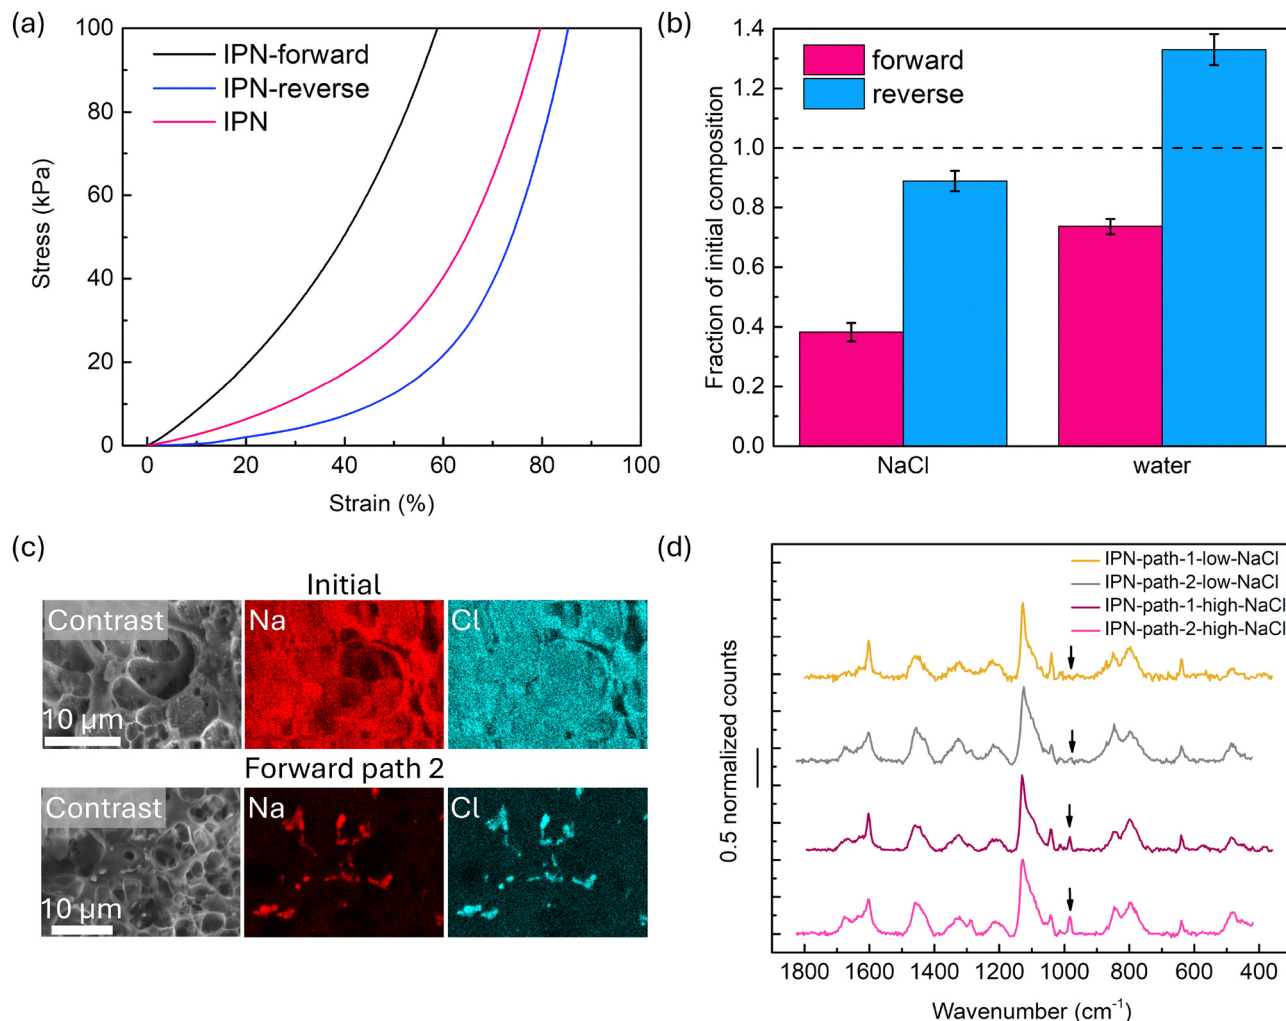 (a)
100
80
60
40
20
0
Stress (kPa)
IPN-forward
IPN-reverse
IPN
0 20 40 60 80 100
Strain (%)
(b)
1.4
1.2
1.0
0.8
0.6
0.4
0.2
0.0
Fraction of initial composition
forward
reverse
NaCl water
(c)
Initial
Contrast Na Cl
10 µm
Forward path 2
Contrast Na Cl
10 µm
(d)
IPN-path-1-low-NaCl
IPN-path-2-low-NaCl
IPN-path-1-high-NaCl
IPN-path-2-high-NaCl
0.5 normalized counts
1800 1600 1400 1200 1000 800 600 400
Wavenumber (cm⁻¹)